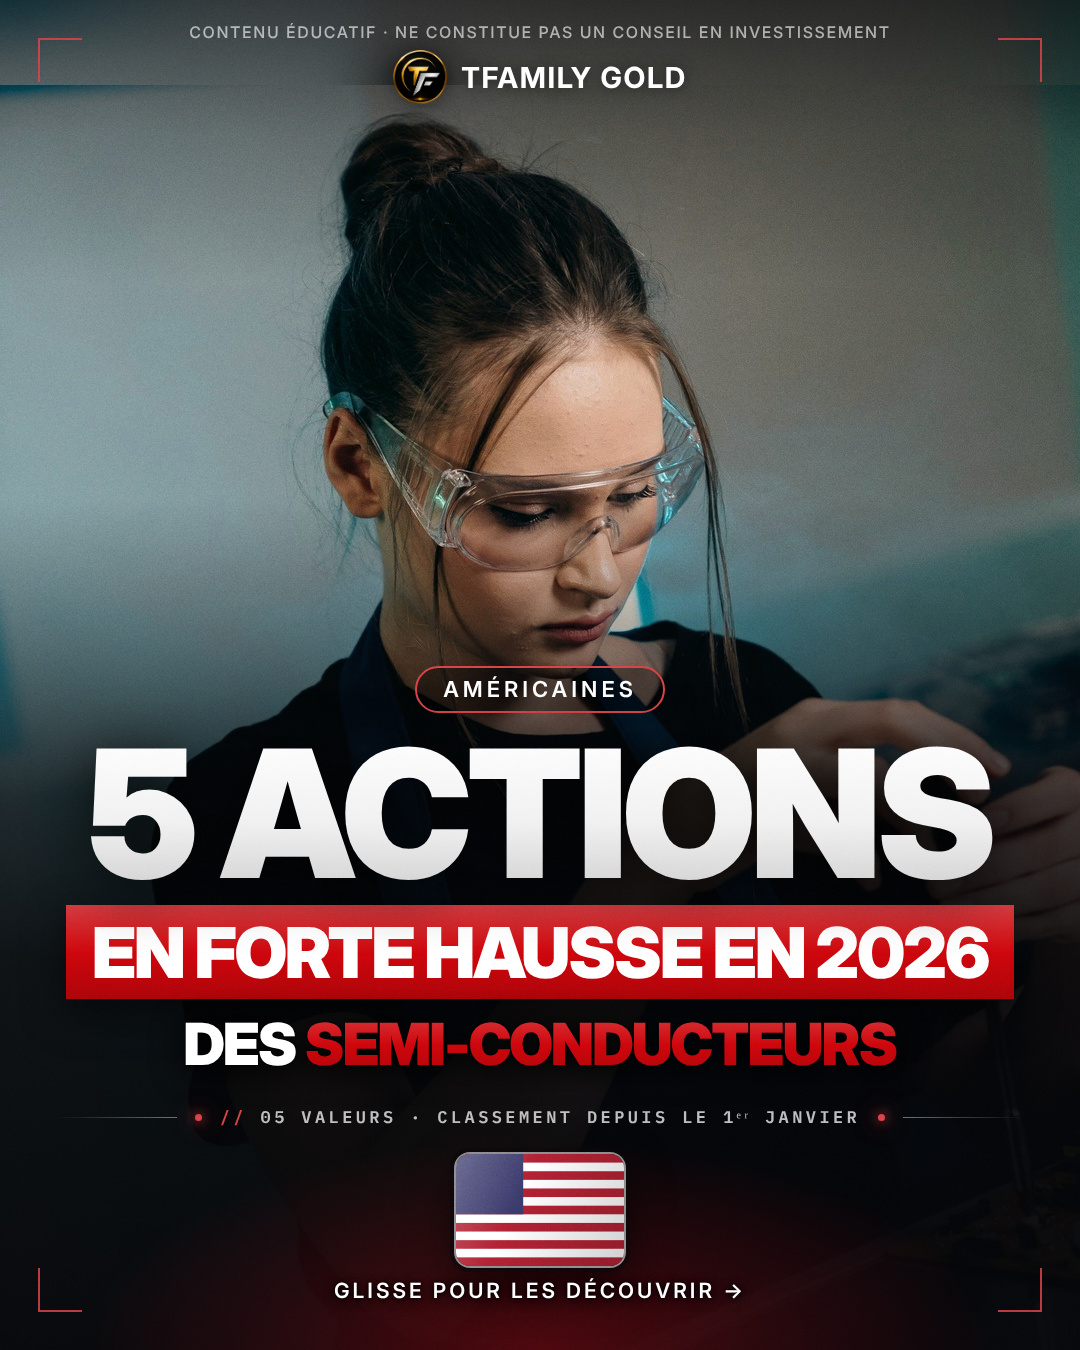 CONTENU ÉDUCATIF · NE CONSTITUE PAS UN CONSEIL EN INVESTISSEMENT
TF TFAMILY GOLD
AMÉRICAINES
5 ACTIONS
EN FORTE HAUSSE EN 2026
DES SEMI-CONDUCTEURS
// 05 VALEURS · CLASSEMENT DEPUIS LE 1ᵉʳ JANVIER
GLISSE POUR LES DÉCOUVRIR →